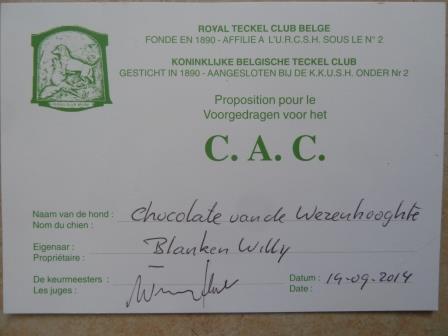 ROYAL TECKEL CLUB BELGE
FONDE EN 1890 - AFFILIE A L'U.R.C.S.H. SOUS LE N° 2
KONINKLIJKE BELGISCHE TECKEL CLUB
GESTICHT IN 1890 - AANGESLOTEN BIJ DE K.K.U.S.H. ONDER Nr 2
Proposition pour le
Voorgedragen voor het
C. A. C.
Naam van de hond : Chocolate van de Wezenhooghte
Nom du chien :
Eigenaar : Blanken Willy
Propriétaire :
De keurmeesters : Datum : 14-09-2014
Les juges : Date :